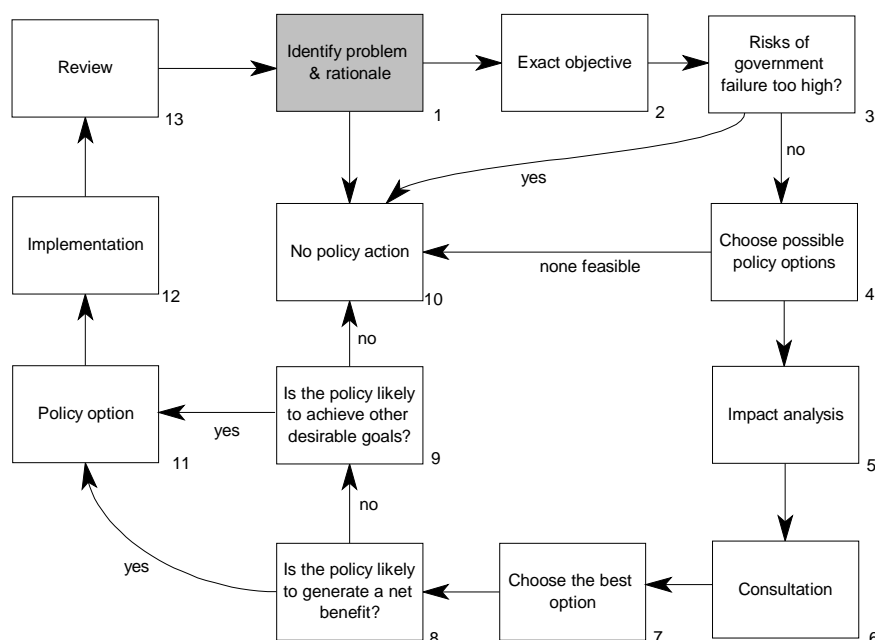 Review
13
Identify problem
& rationale
1
Exact objective
2
Risks of
government
failure too high?
3
yes
no
Implementation
12
No policy action
10
none feasible
Choose possible
policy options
4
no
Policy option
11
yes
Is the policy likely
to achieve other
desirable goals?
9
Impact analysis
5
no
yes
Is the policy likely
to generate a net
benefit?
8
Choose the best
option
7
Consultation
6